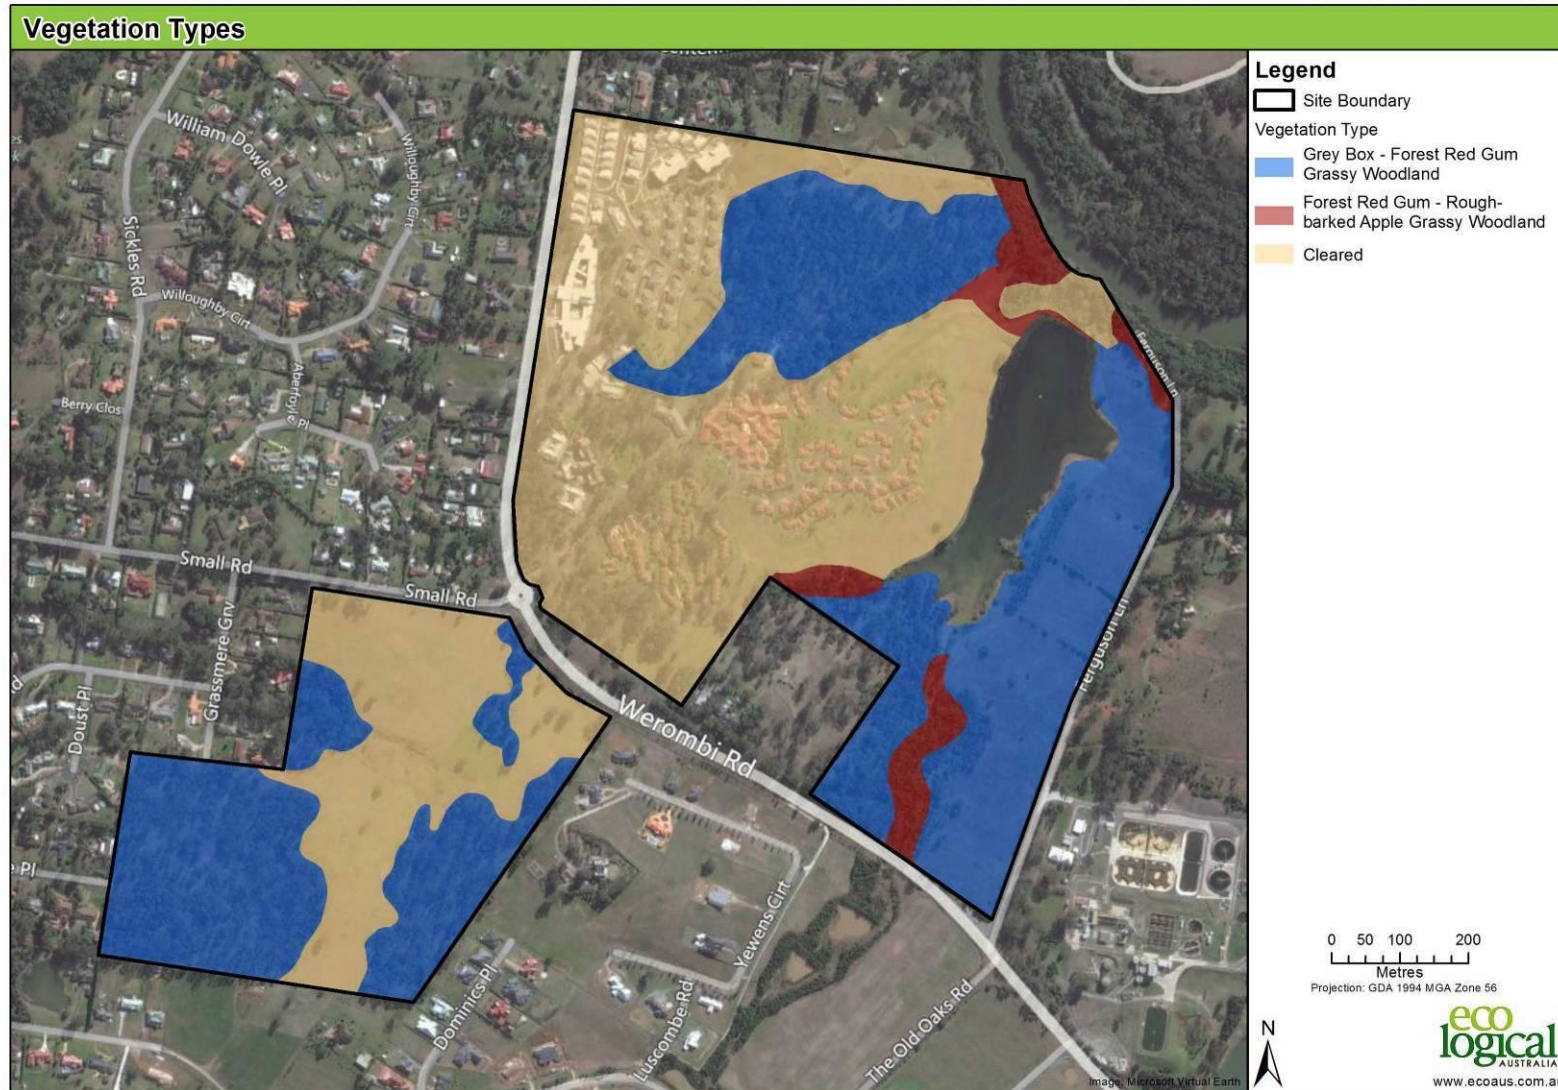 Vegetation Types
William Dowle Pl
Willoughby Cirt
Sickles Rd
Willoughby Cirt
Aberfoyle Pl
Berry Clos
Small Rd
Small Rd
Grassmere Grv
Doust Pl
Pl
Werombi Rd
Ferguson Ln
Ferguson Ln
Yewens Cirt
Dominics Pl
Luscombe Rd
The Old Oaks Rd
Image: Microsoft Virtual Earth
Legend
Site Boundary
Vegetation Type
Grey Box - Forest Red Gum
Grassy Woodland
Forest Red Gum - Rough-
barked Apple Grassy Woodland
Cleared
0 50 100 200
Metres
Projection: GDA 1994 MGA Zone 56
N
eco
logical
AUSTRALIA
www.ecoaus.com.a